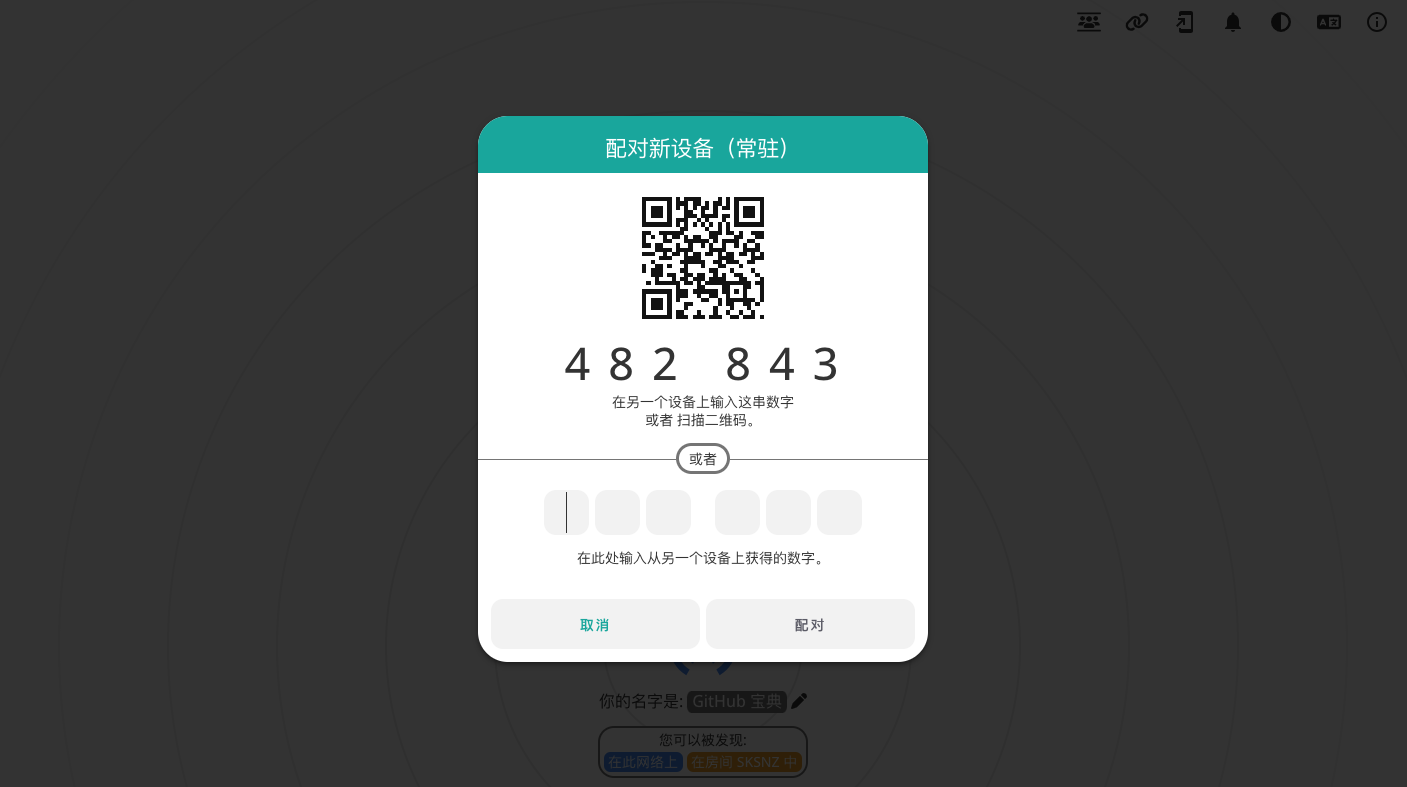 配对新设备（常驻）
482 843
在另一个设备上输入这串数字
或者 扫描二维码。
或者
在此处输入从另一个设备上获得的数字。
取消 配对
你的名字是: GitHub 宝典
您可以被发现:
在此网络上 在房间 SKSNZ 中